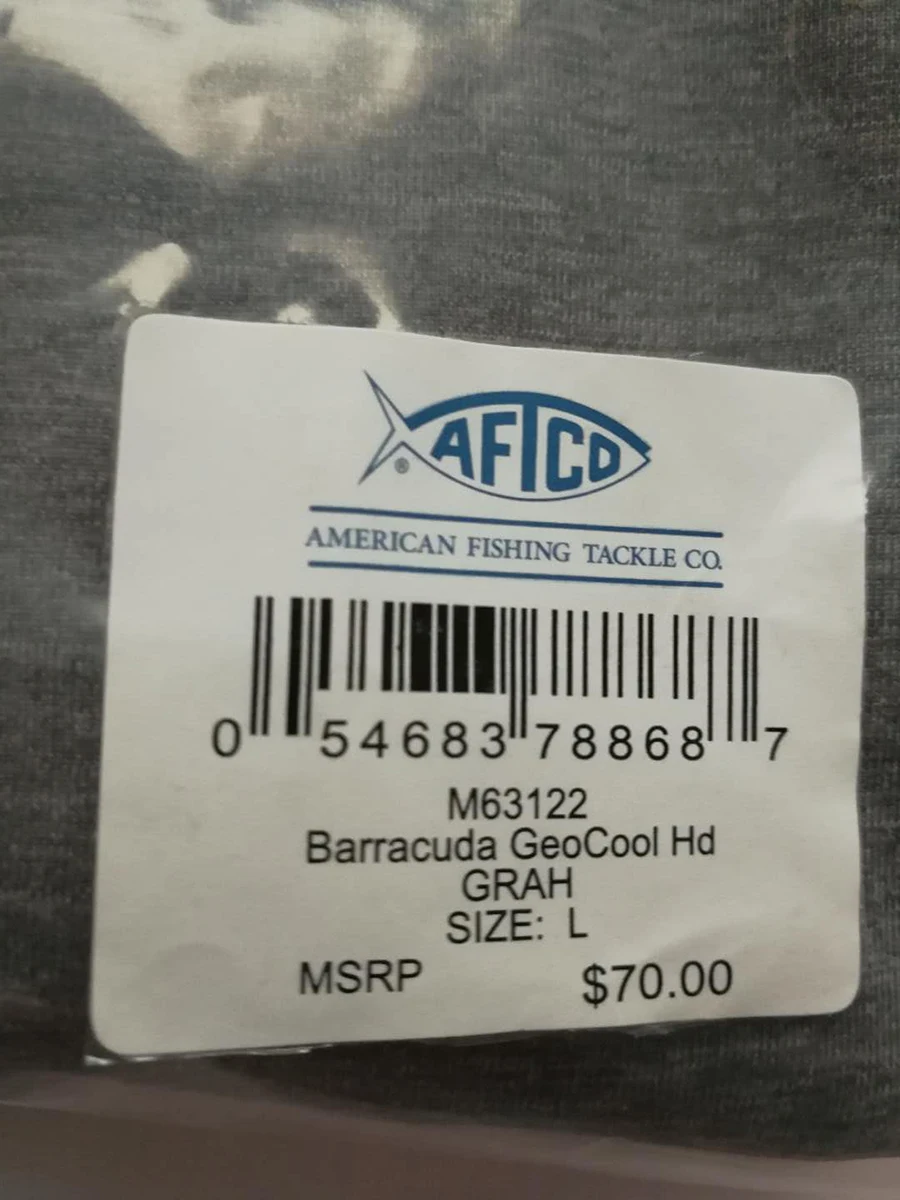 AFTCO
®
AMERICAN FISHING TACKLE CO.
0 54683 78868 7
M63122
Barracuda GeoCool Hd
GRAH
SIZE: L
MSRP $70.00